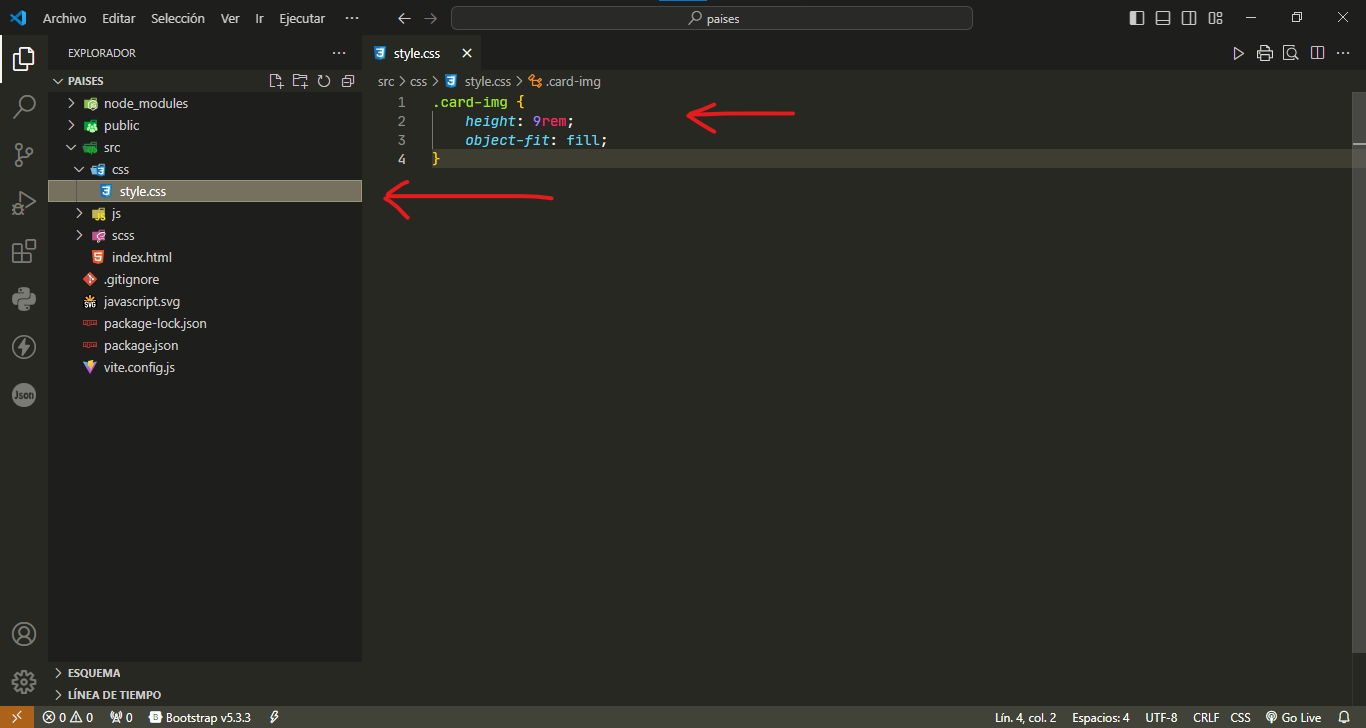 Archivo Editar Selección Ver Ir Ejecutar ··· paises
EXPLORADOR ···
style.css
PAISES
src > css > style.css > .card-img
node_modules
public
src
css
style.css
js
scss
index.html
.gitignore
javascript.svg
package-lock.json
package.json
vite.config.js
1 .card-img {
2 height: 9rem;
3 object-fit: fill;
4 }
Json
ESQUEMA
LÍNEA DE TIEMPO
0 0 0 Bootstrap v5.3.3 Lín. 4, col. 2 Espacios: 4 UTF-8 CRLF CSS Go Live